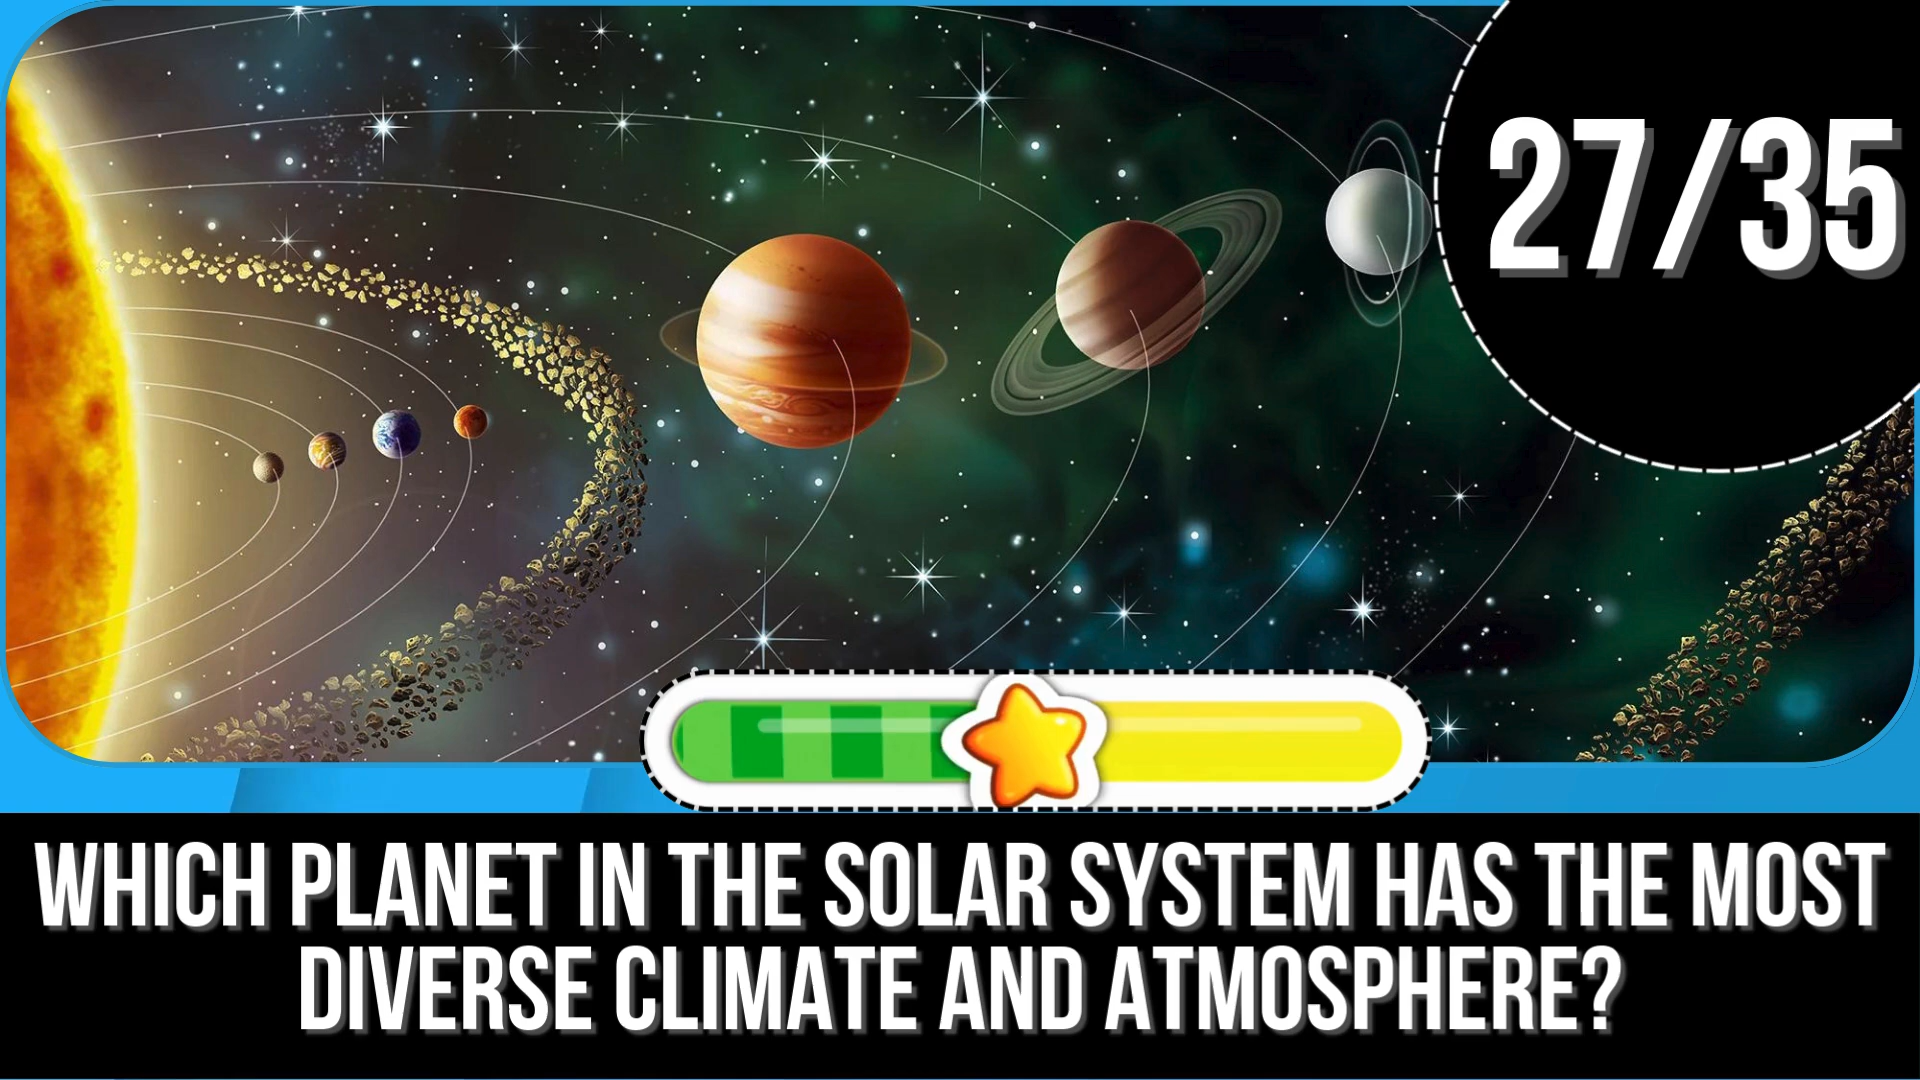 27/35
WHICH PLANET IN THE SOLAR SYSTEM HAS THE MOST
DIVERSE CLIMATE AND ATMOSPHERE?